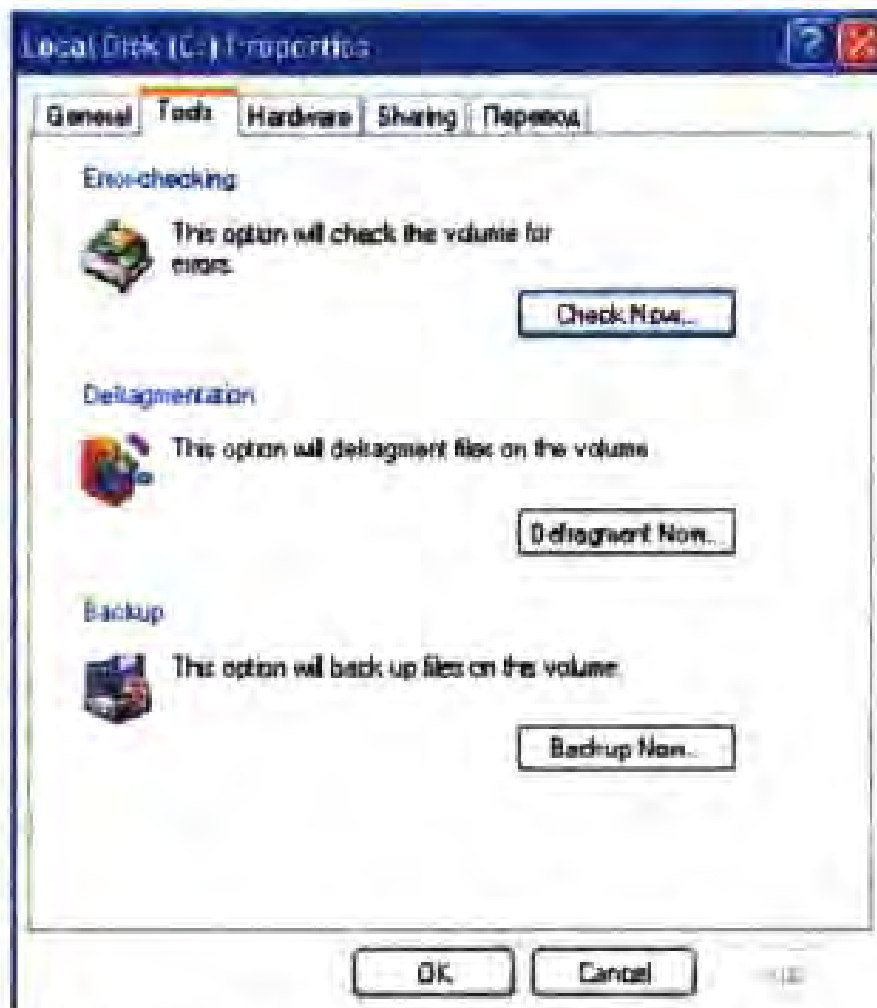 Local Disk (C:) Properties
General Tools Hardware Sharing Перевод
Error-checking
This option will check the volume for
errors.
Check Now...
Defragmentation
This option will defragment files on the volume.
Defragment Now...
Backup
This option will back up files on the volume.
Backup Now...
OK Cancel